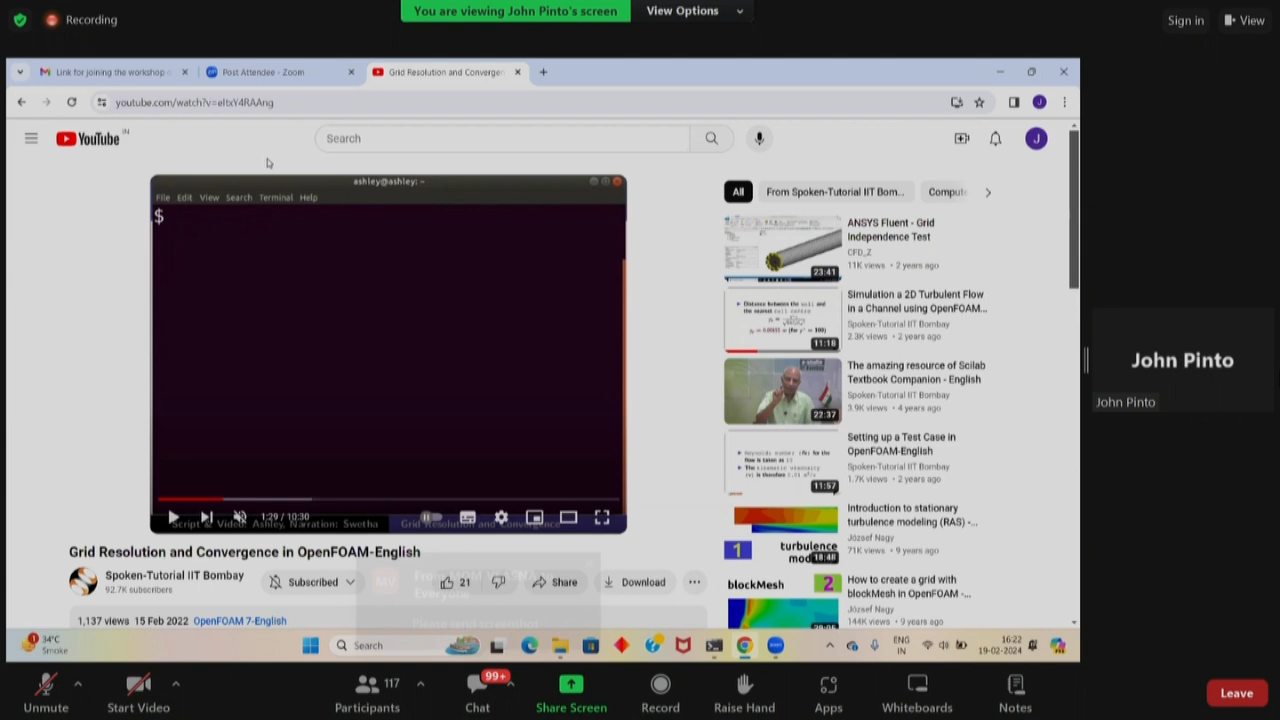 Recording
You are viewing John Pinto's screen
View Options
Sign in
View
Link for joining the workshop o
Post Attendee - Zoom
Grid Resolution and Converge
youtube.com/watch?v=eItxY4RAAng
YouTube IN
Search
J
ashley@ashley: ~
File Edit View Search Terminal Help
$
1:29 / 10:30
Script & Video: Ashley, Narration: Swetha
Grid Resolution and Convergence
Grid Resolution and Convergence in OpenFOAM-English
Spoken-Tutorial IIT Bombay
92.7K subscribers
Subscribed
21
Share
Download
1,137 views 15 Feb 2022 OpenFOAM 7-English
All
From Spoken-Tutorial IIT Bom...
Compute
ANSYS Fluent - Grid
Independence Test
CFD_Z
11K views • 2 years ago
23:41
Simulation a 2D Turbulent Flow
in a Channel using OpenFOAM...
Spoken-Tutorial IIT Bombay
2.3K views • 2 years ago
11:18
The amazing resource of Scilab
Textbook Companion - English
Spoken-Tutorial IIT Bombay
3.9K views • 4 years ago
22:37
Setting up a Test Case in
OpenFOAM-English
Spoken-Tutorial IIT Bombay
1.7K views • 2 years ago
11:57
Introduction to stationary
turbulence modeling (RAS) -...
József Nagy
71K views • 9 years ago
1
turbulence
18:48
How to create a grid with
blockMesh in OpenFOAM -...
József Nagy
144K views • 9 years ago
blockMesh 2
John Pinto
John Pinto
34°C
Smoke
Search
ENG
IN
16:22
19-02-2024
Unmute
Start Video
117
Participants
99+
Chat
Share Screen
Record
Raise Hand
Apps
Whiteboards
Notes
Leave